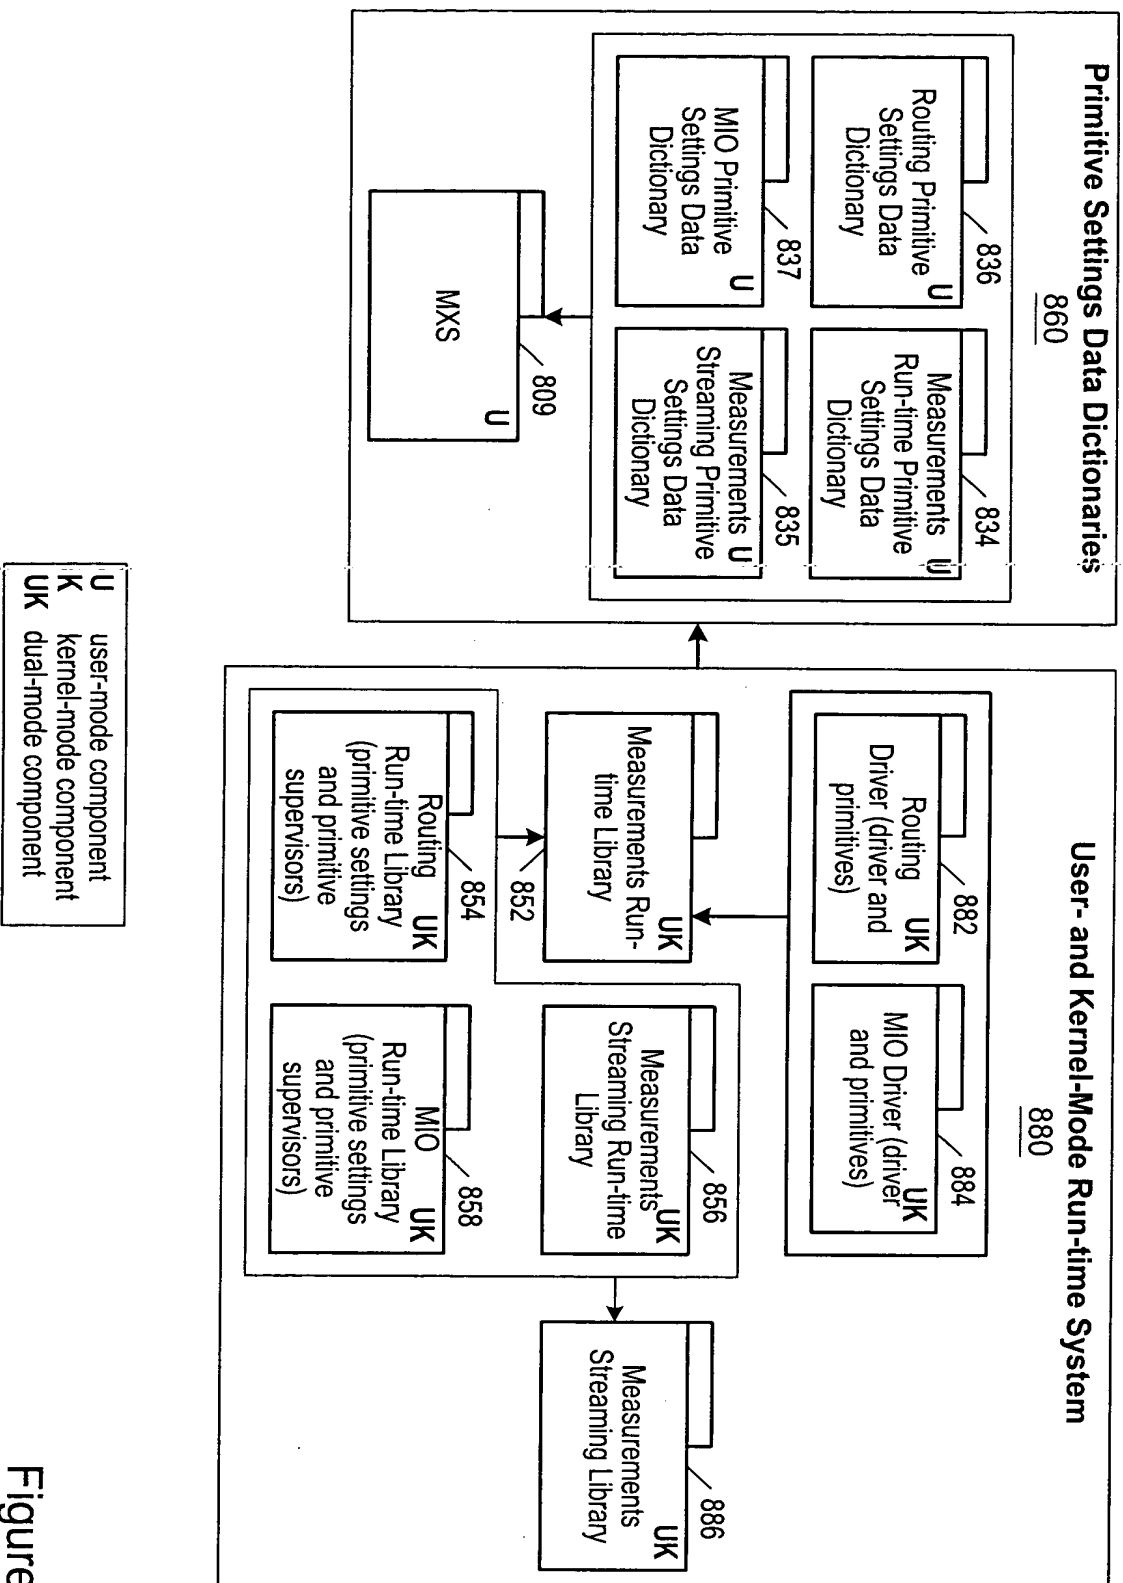 Primitive Settings Data Dictionaries
860
836
Routing Primitive
Settings Data
Dictionary
U
834
Measurements
Run-time Primitive
Settings Data
Dictionary
U
837
MIO Primitive
Settings Data
Dictionary
U
835
Measurements
Streaming Primitive
Settings Data
Dictionary
U
809
MXS
U
User- and Kernel-Mode Run-time System
880
882
Routing
Driver (driver and
primitives)
UK
884
MIO Driver (driver
and primitives)
UK
Measurements Run-
time Library
UK
852
856
Measurements
Streaming Run-time
Library
UK
886
Measurements
Streaming Library
UK
854
Routing
Run-time Library
(primitive settings
and primitive
supervisors)
UK
858
MIO
Run-time Library
(primitive settings
and primitive
supervisors)
UK
U user-mode component
K kernel-mode component
UK dual-mode component
Figure